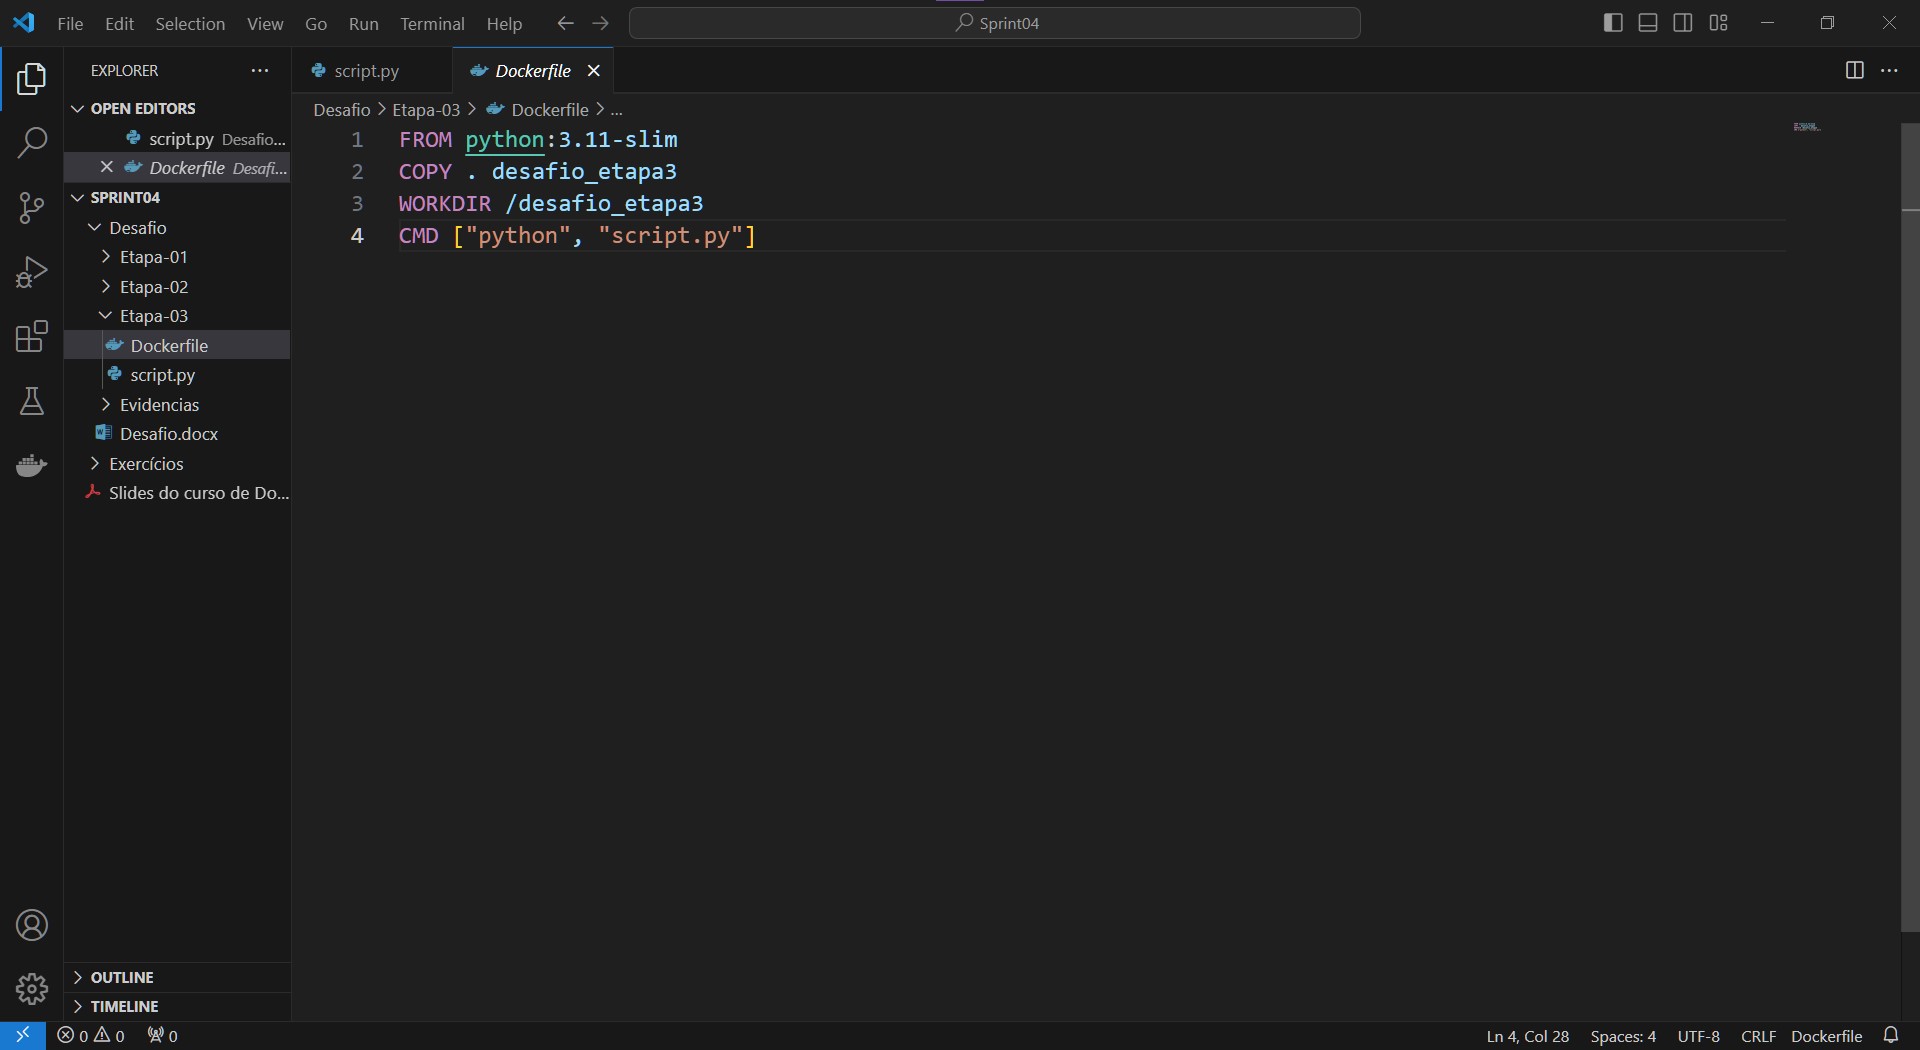 File Edit Selection View Go Run Terminal Help Sprint04
EXPLORER
script.py Dockerfile
OPEN EDITORS
script.py Desafio...
Dockerfile Desafi...
SPRINT04
Desafio
Etapa-01
Etapa-02
Etapa-03
Dockerfile
script.py
Evidencias
Desafio.docx
Exercícios
Slides do curso de Do...
OUTLINE
TIMELINE
Desafio > Etapa-03 > Dockerfile > ...
1 FROM python:3.11-slim
2 COPY . desafio_etapa3
3 WORKDIR /desafio_etapa3
4 CMD ["python", "script.py"]
0 0 0 Ln 4, Col 28 Spaces: 4 UTF-8 CRLF Dockerfile